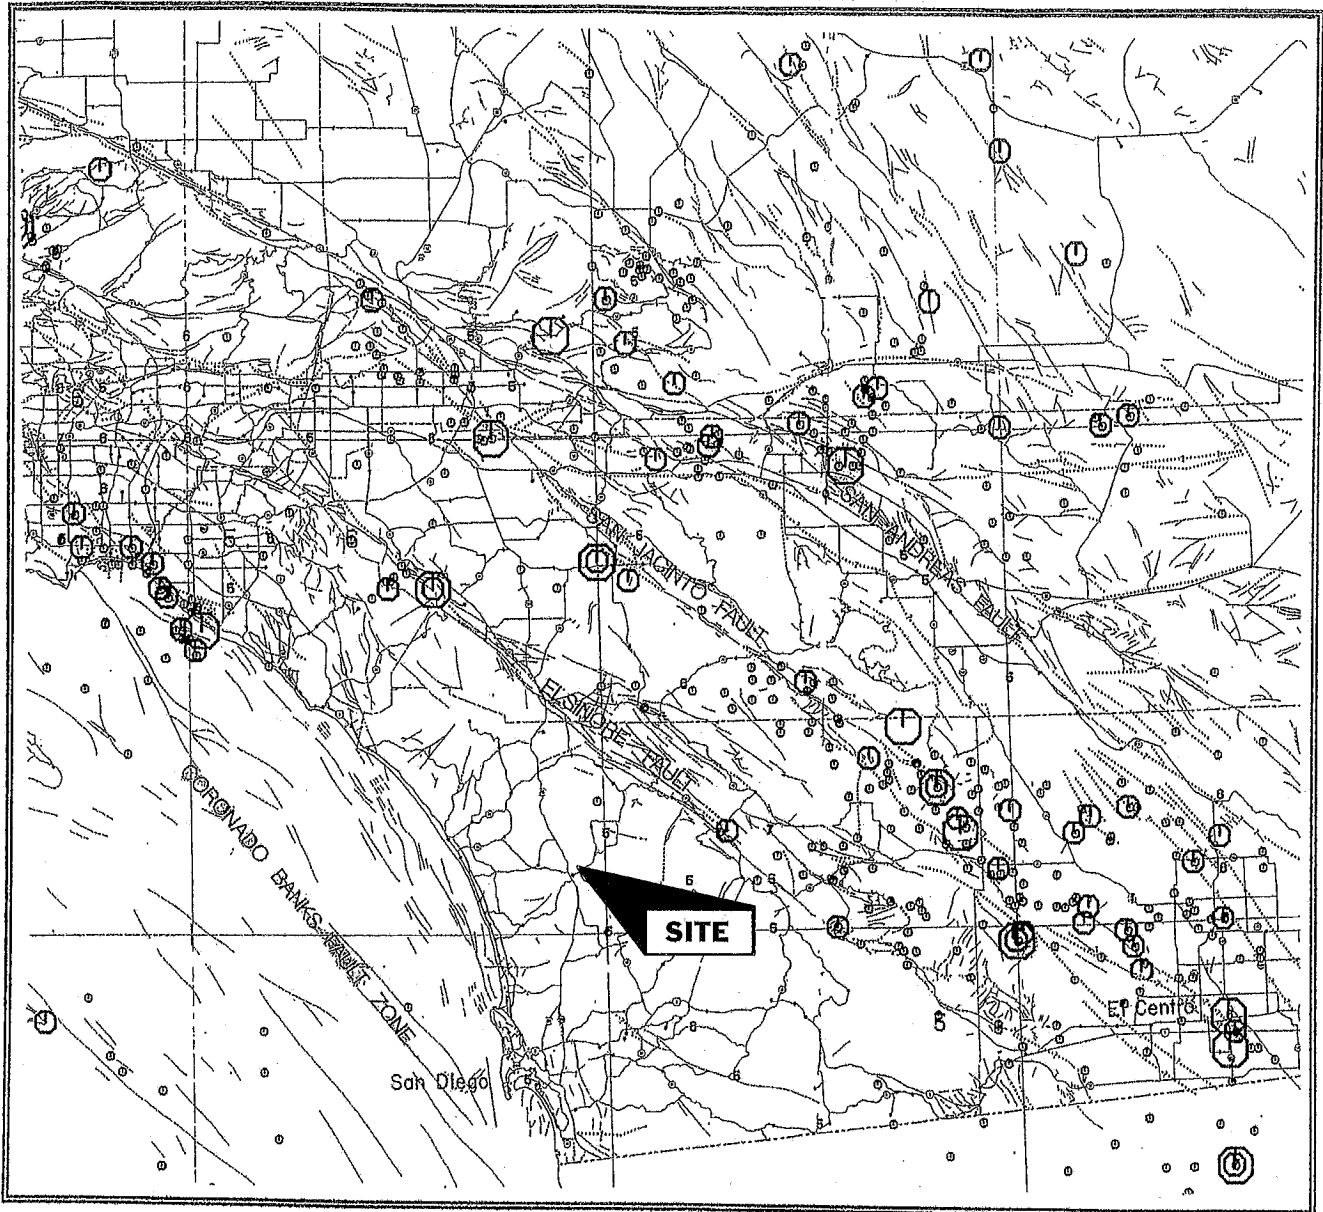 SAN JACINTO FAULT
SAN ANDREAS FAULT
ELSINORE FAULT
CORONADO BANKS FAULT ZONE
SITE
El Centro
San Diego